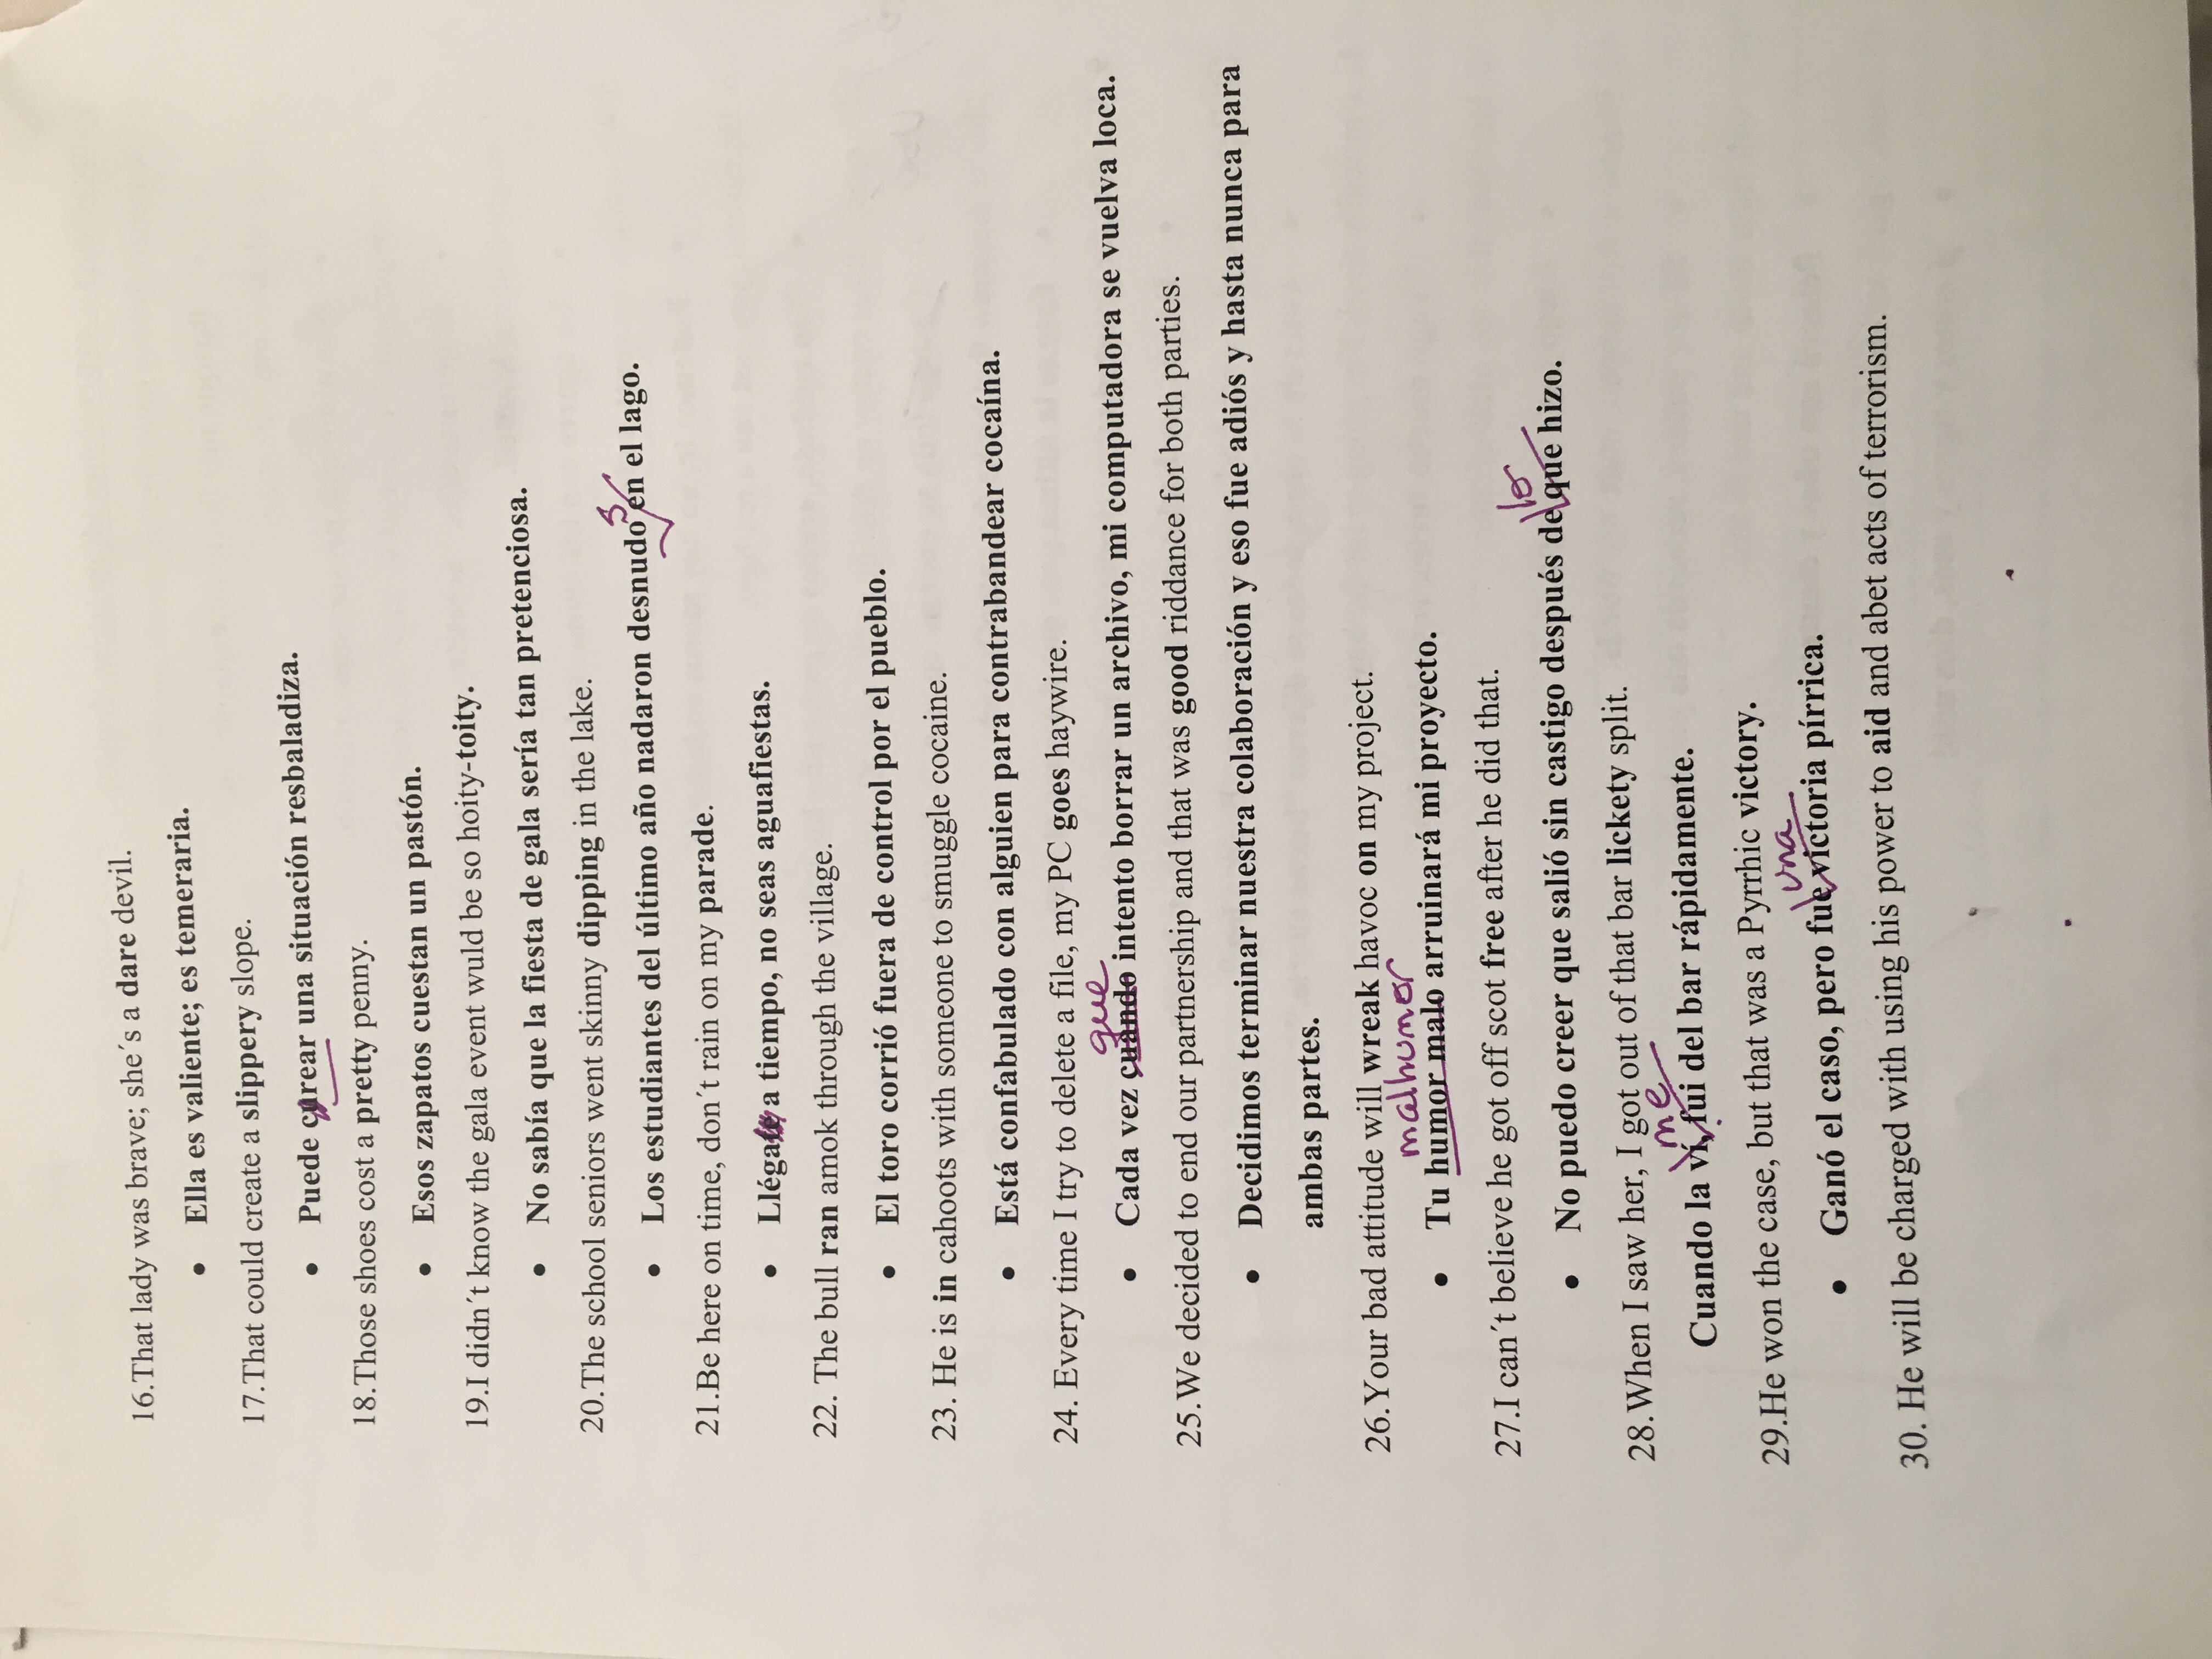 16.That lady was brave; she´s a dare devil.
• Ella es valiente; es temeraria.
17.That could create a slippery slope.
• Puede currear una situación resbaladiza.
18.Those shoes cost a pretty penny.
• Esos zapatos cuestan un pastón.
19.I didn´t know the gala event wuld be so hoity-toity.
• No sabía que la fiesta de gala sería tan pretenciosa.
20.The school seniors went skinny dipping in the lake.
s
• Los estudiantes del último año nadaron desnudo en el lago.
21.Be here on time, don´t rain on my parade.
• Llégate a tiempo, no seas aguafiestas.
22. The bull ran amok through the village.
• El toro corrió fuera de control por el pueblo.
23. He is in cahoots with someone to smuggle cocaine.
• Está confabulado con alguien para contrabandear cocaína.
24. Every time I try to delete a file, my PC goes haywire.
que
• Cada vez cuando intento borrar un archivo, mi computadora se vuelva loca.
25.We decided to end our partnership and that was good riddance for both parties.
• Decidimos terminar nuestra colaboración y eso fue adiós y hasta nunca para
ambas partes.
26.Your bad attitude will wreak havoc on my project.
malhumor
• Tu humor malo arruinará mi proyecto.
27.I can´t believe he got off scot free after he did that.
lo
• No puedo creer que salió sin castigo después de que hizo.
28.When I saw her, I got out of that bar lickety split.
me
Cuando la ví, fui del bar rápidamente.
29.He won the case, but that was a Pyrrhic victory.
una
• Ganó el caso, pero fue victoria pírrica.
30. He will be charged with using his power to aid and abet acts of terrorism.